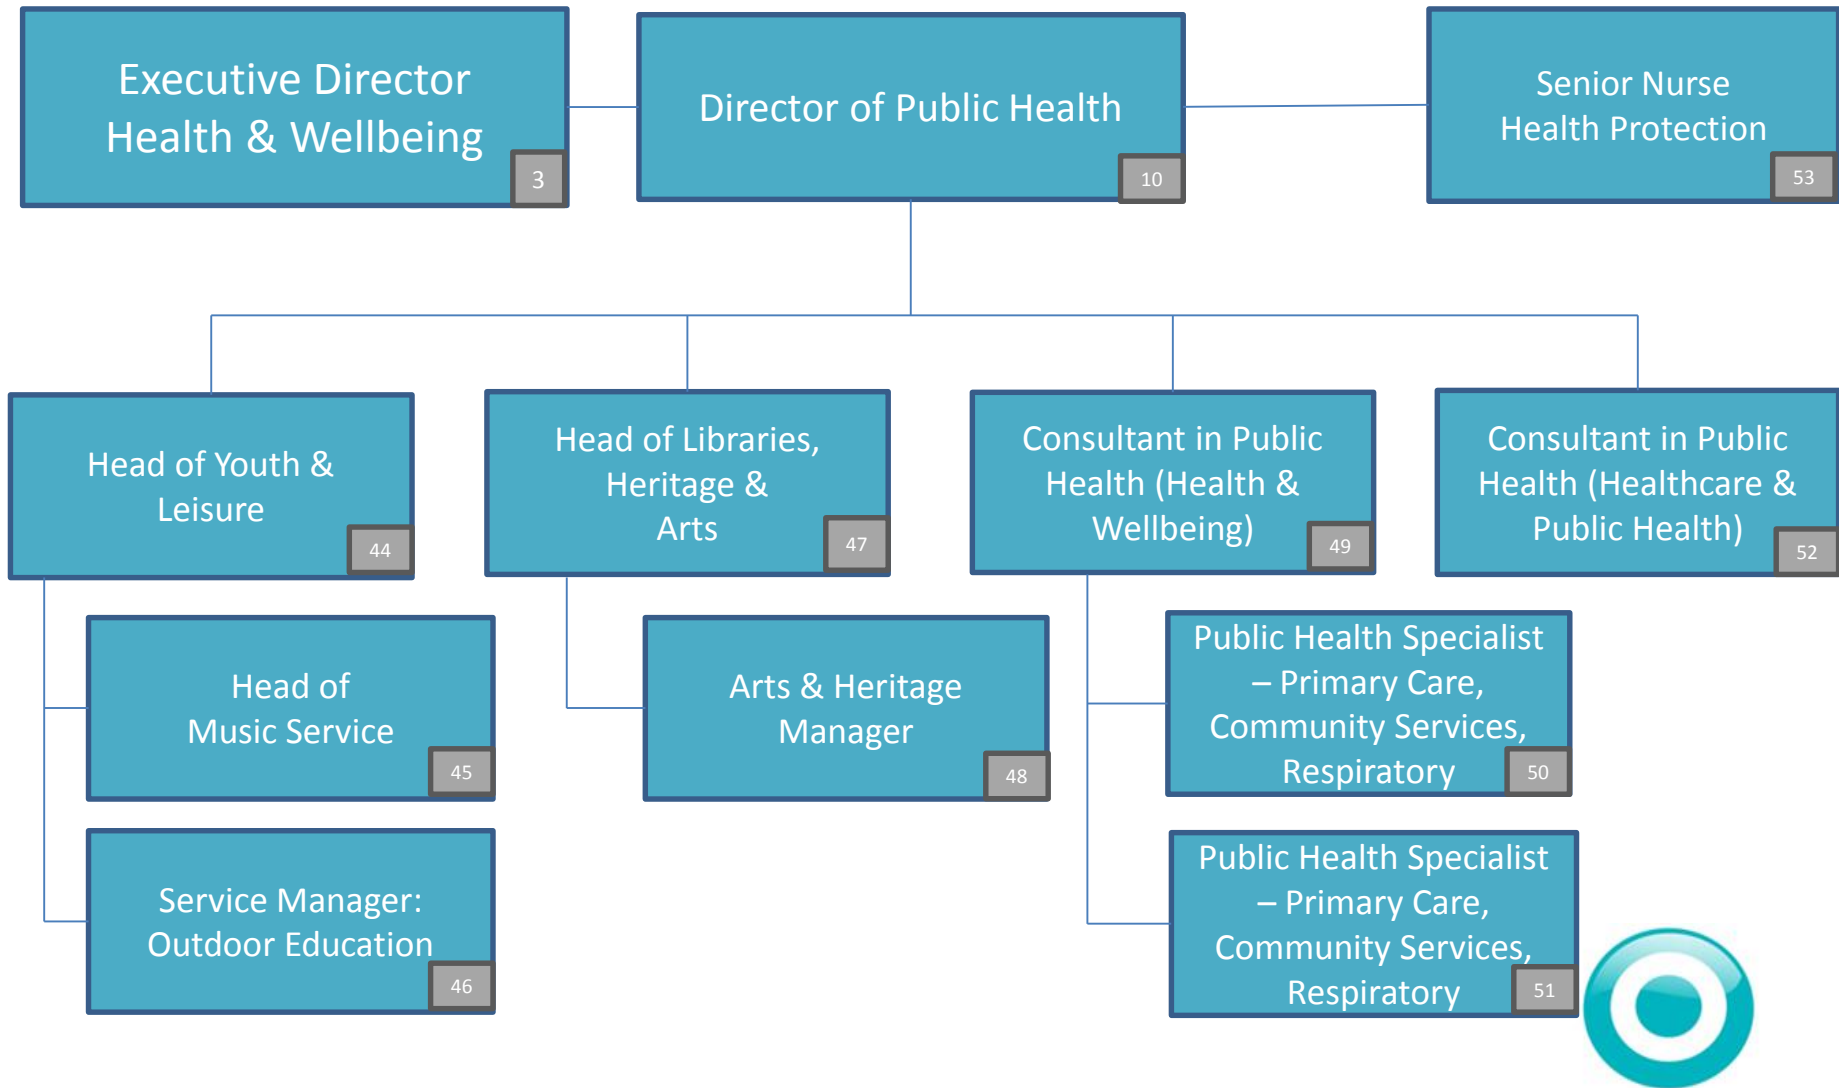 Executive Director
Health & Wellbeing
3
Director of Public Health
10
Senior Nurse
Health Protection
53
Head of Youth &
Leisure
44
Head of Libraries,
Heritage &
Arts
47
Consultant in Public
Health (Health &
Wellbeing)
49
Consultant in Public
Health (Healthcare &
Public Health)
52
Head of
Music Service
45
Arts & Heritage
Manager
48
Public Health Specialist
– Primary Care,
Community Services,
Respiratory
50
Service Manager:
Outdoor Education
46
Public Health Specialist
– Primary Care,
Community Services,
Respiratory
51